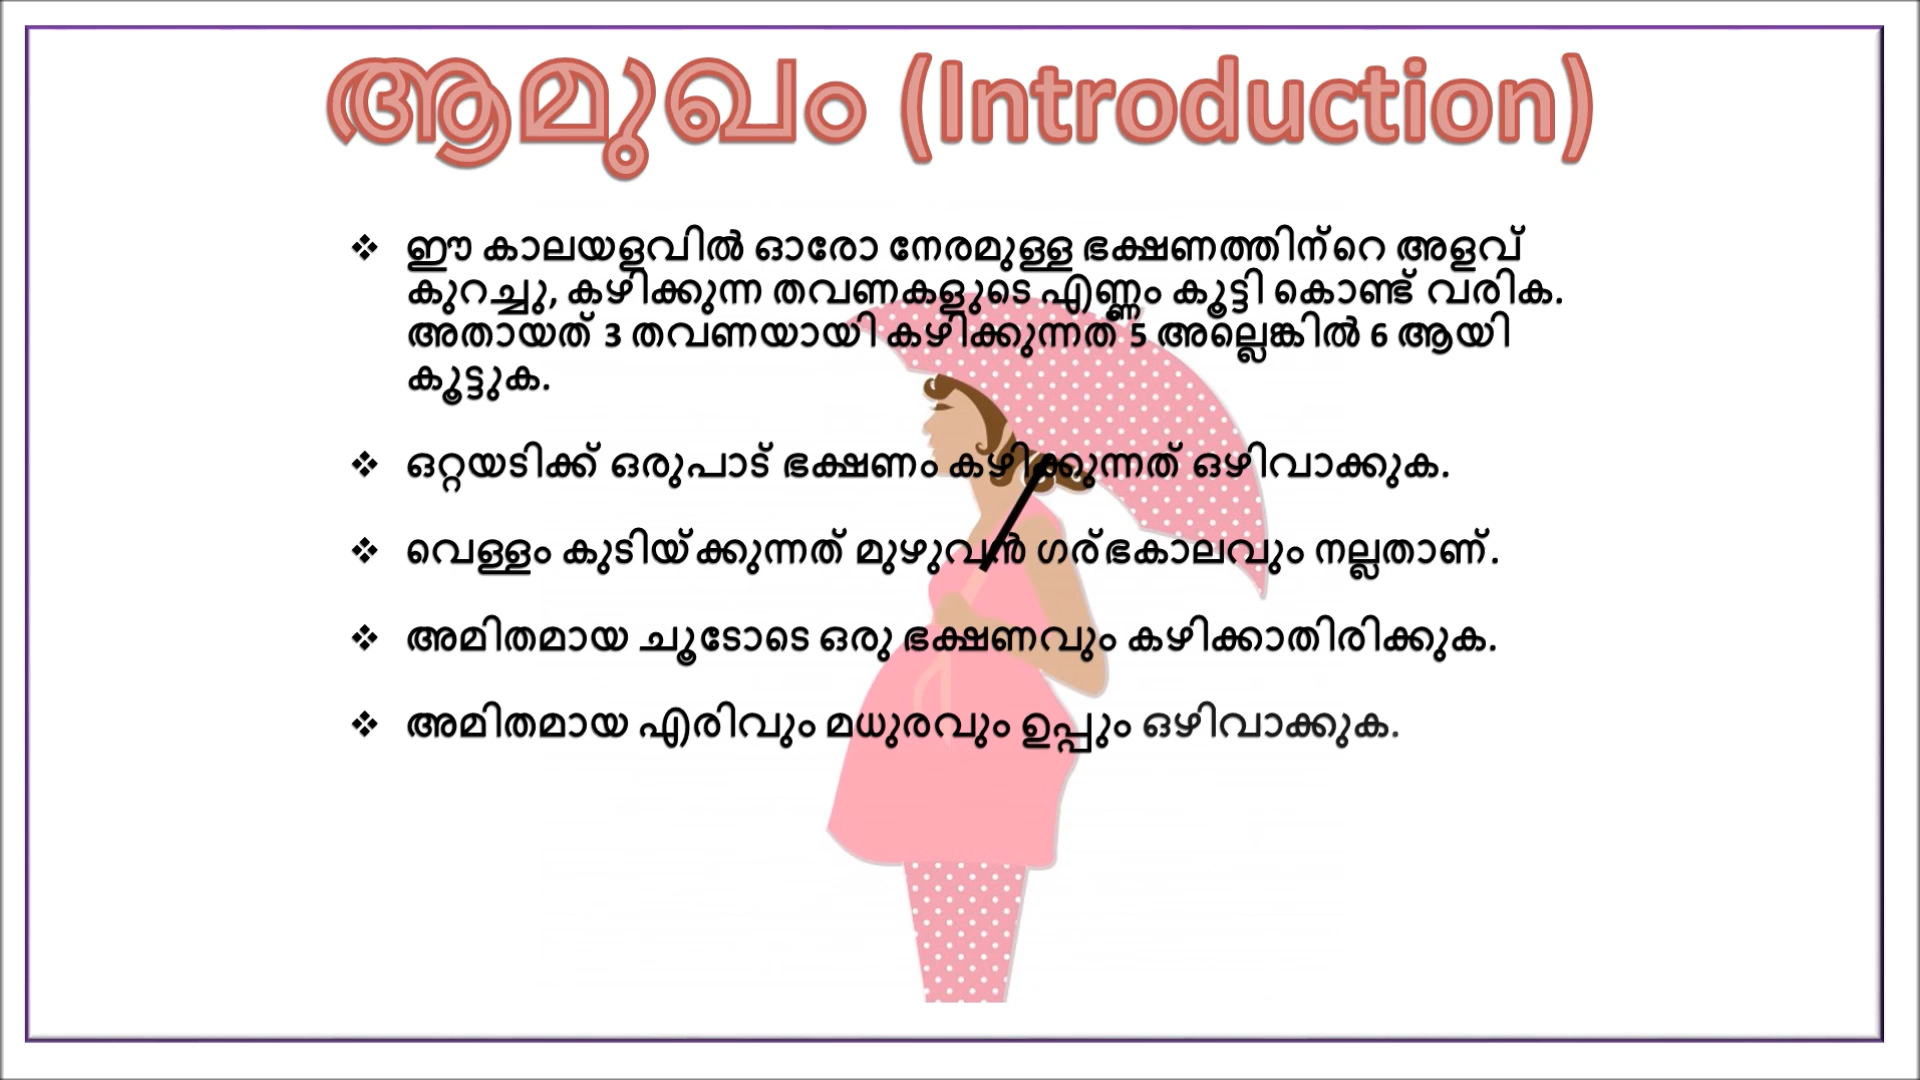 ആമുഖം (Introduction)
❖ ഈ കാലയളവിൽ ഓരോ നേരമുള്ള ഭക്ഷണത്തിന്‌റെ അളവ്
കുറച്ചു, കഴിക്കുന്ന തവണകളുടെ എണ്ണം കൂട്ടി കൊണ്ട് വരിക.
അതായത് 3 തവണയായി കഴിക്കുന്നത് 5 അല്ലെങ്കിൽ 6 ആയി
കൂട്ടുക.
❖ ഒറ്റയടിക്ക് ഒരുപാട് ഭക്ഷണം കഴിക്കുന്നത് ഒഴിവാക്കുക.
❖ വെള്ളം കുടിയ്ക്കുന്നത് മുഴുവൻ ഗര്‌ഭകാലവും നല്ലതാണ്.
❖ അമിതമായ ചൂടോടെ ഒരു ഭക്ഷണവും കഴിക്കാതിരിക്കുക.
❖ അമിതമായ എരിവും മധുരവും ഉപ്പും ഒഴിവാക്കുക.